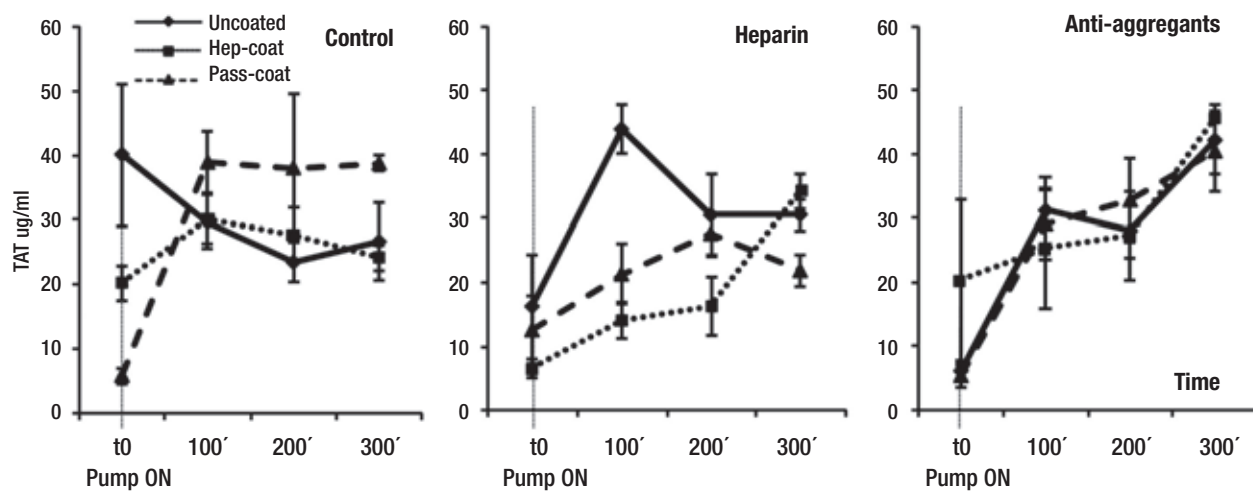 Uncoated
Hep-coat
Pass-coat
Control
TAT ug/ml
60
50
40
30
20
10
0
t0 100´ 200´ 300´
Pump ON
Heparin
60
50
40
30
20
10
0
t0 100´ 200´ 300´
Pump ON
Anti-aggregants
60
50
40
30
20
10
0
Time
t0 100´ 200´ 300´
Pump ON